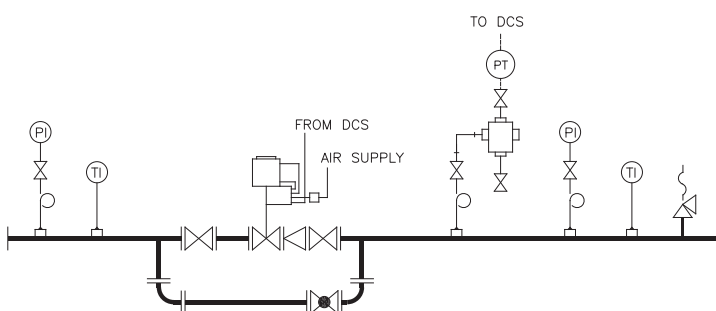 TO DCS
PT
PI
FROM DCS
PI
AIR SUPPLY
TI
TI